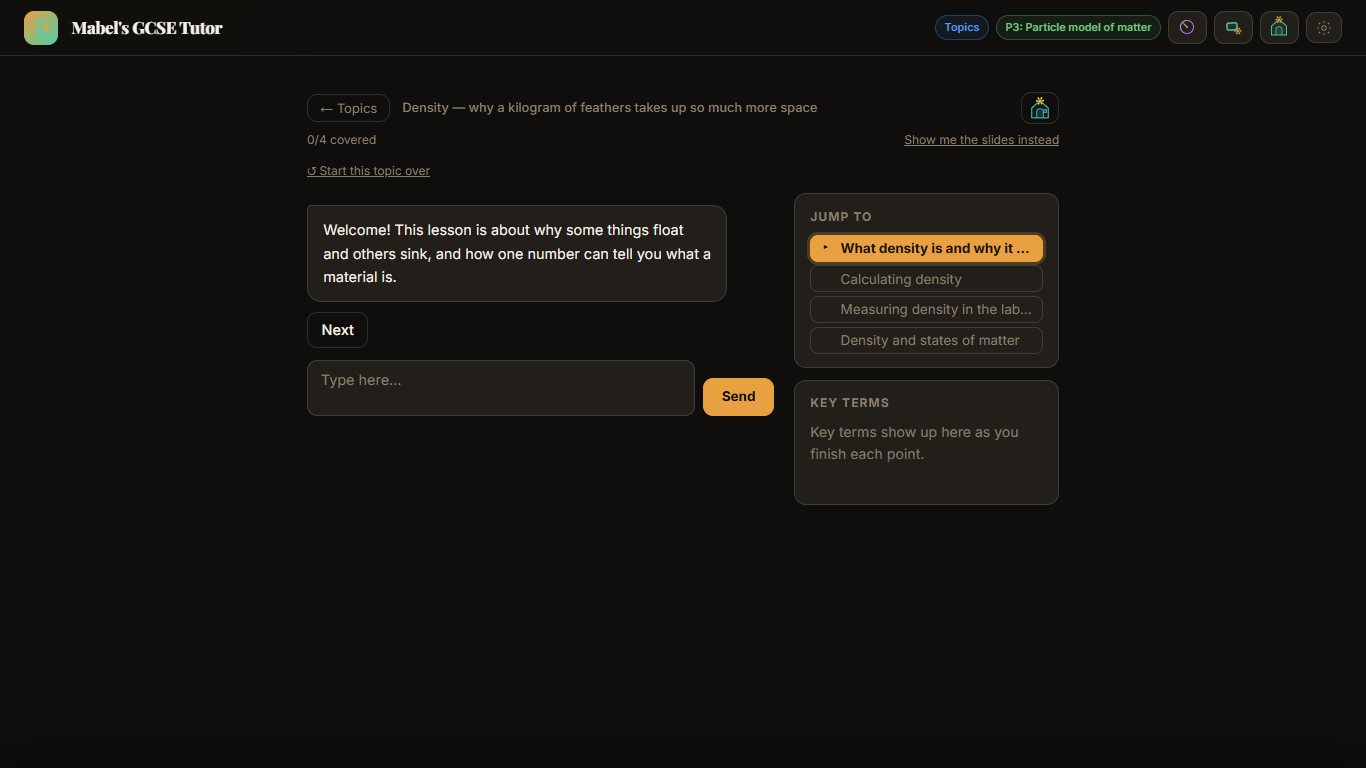 Mabel's GCSE Tutor
Topics
P3: Particle model of matter
← Topics
Density — why a kilogram of feathers takes up so much more space
0/4 covered
Show me the slides instead
↺ Start this topic over
Welcome! This lesson is about why some things float
and others sink, and how one number can tell you what a
material is.
Next
Type here...
Send
JUMP TO
▸ What density is and why it ...
Calculating density
Measuring density in the lab...
Density and states of matter
KEY TERMS
Key terms show up here as you
finish each point.